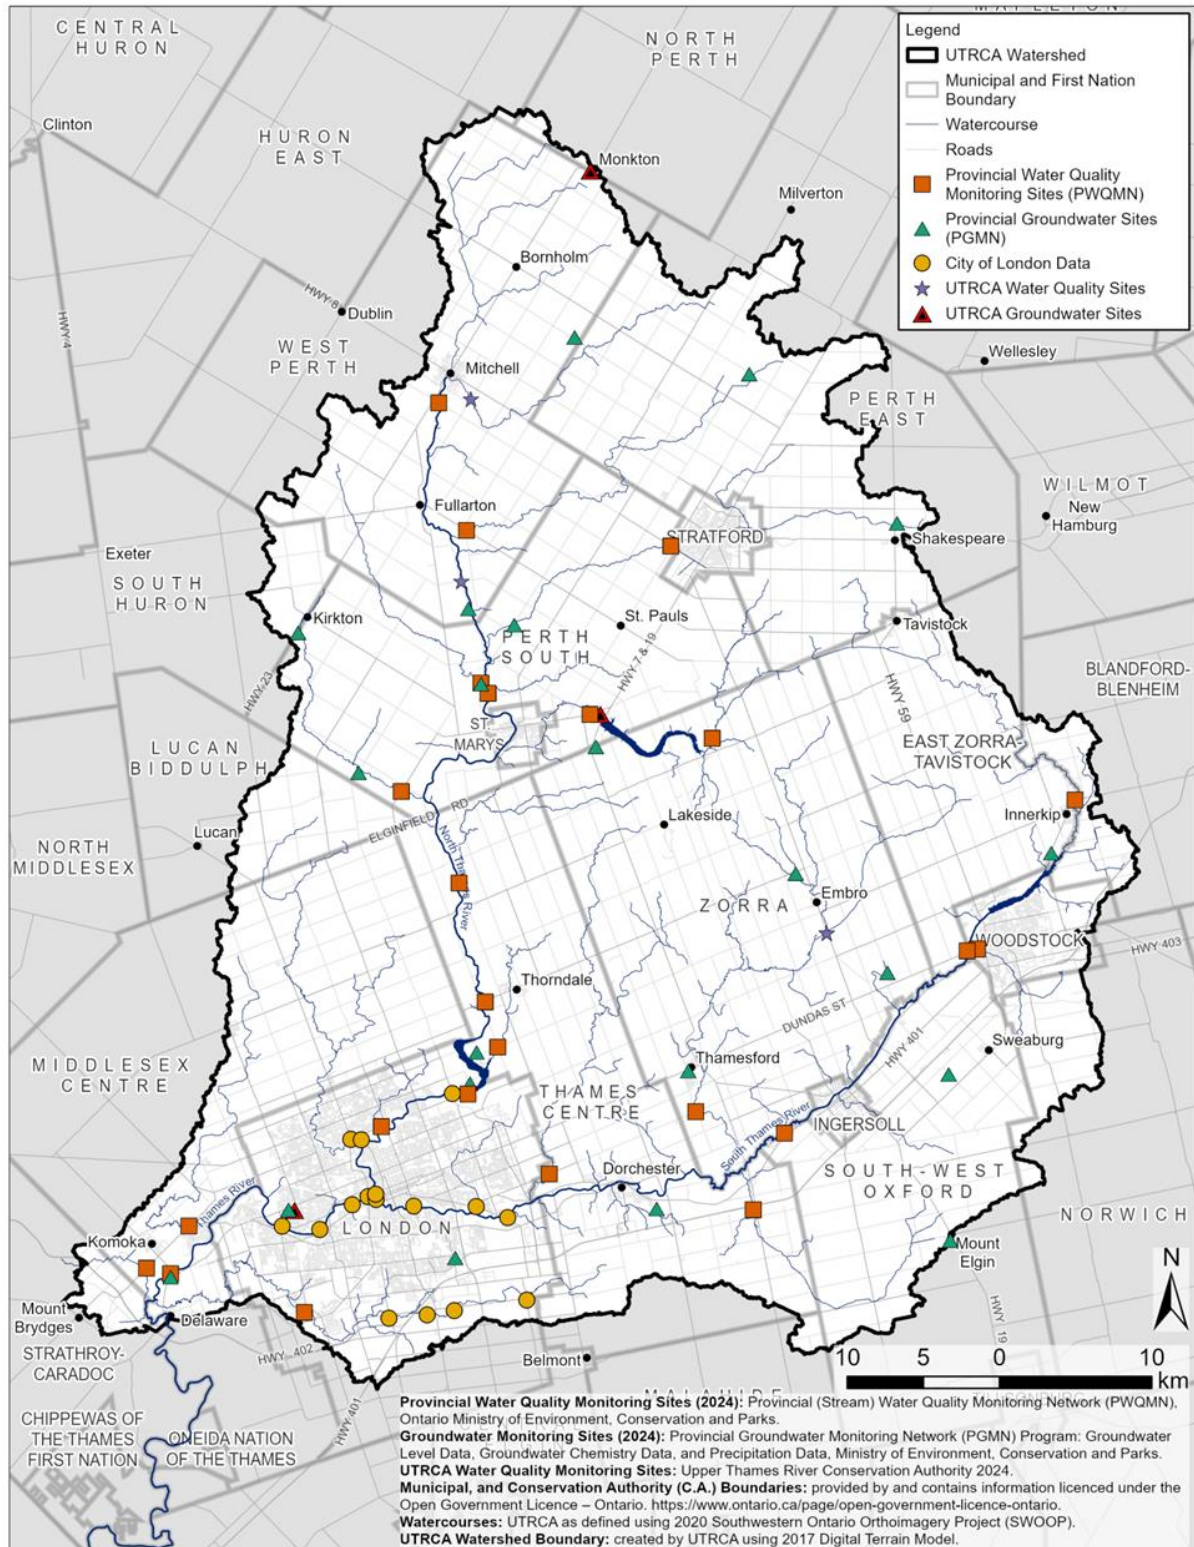 CENTRAL
HURON
NORTH
PERTH
Legend
UTRCA Watershed
Municipal and First Nation
Boundary
Watercourse
Roads
Provincial Water Quality
Monitoring Sites (PWQMN)
Provincial Groundwater Sites
(PGMN)
City of London Data
UTRCA Water Quality Sites
UTRCA Groundwater Sites
Clinton
HURON
EAST
Monkton
Milverton
Bornholm
HWY 8
Dublin
HWY 4
WEST
PERTH
Mitchell
Wellesley
PERTH
EAST
WILMOT
New
Hamburg
Fullarton
STRATFORD
Shakespeare
Exeter
SOUTH
HURON
Kirkton
St. Pauls
Tavistock
PERTH
SOUTH
HWY 7 & 19
HWY 23
HWY 59
BLANDFORD-
BLENHEIM
ST.
MARYS
EAST ZORRA-
TAVISTOCK
LUCAN
BIDDULPH
Innerkip
Lakeside
ELGINFIELD RD
Lucan
NORTH
MIDDLESEX
North Thames River
Embro
ZORRA
WOODSTOCK
HWY 403
Thorndale
DUNDAS ST
HWY 401
Sweaburg
MIDDLESEX
CENTRE
Thamesford
THAMES
CENTRE
INGERSOLL
South Thames River
Dorchester
SOUTH-WEST
OXFORD
Thames River
LONDON
NORWICH
Komoka
Mount
Elgin
N
Mount
Brydges
Delaware
HWY 19
STRATHROY-
CARADOC
HWY 402
Belmont
10 5 0 10
km
MALAHIDE
TILLSONBURG
HWY 401
CHIPPEWAS OF
THE THAMES
FIRST NATION
ONEIDA NATION
OF THE THAMES
Provincial Water Quality Monitoring Sites (2024): Provincial (Stream) Water Quality Monitoring Network (PWQMN),
Ontario Ministry of Environment, Conservation and Parks.
Groundwater Monitoring Sites (2024): Provincial Groundwater Monitoring Network (PGMN) Program: Groundwater
Level Data, Groundwater Chemistry Data, and Precipitation Data, Ministry of Environment, Conservation and Parks.
UTRCA Water Quality Monitoring Sites: Upper Thames River Conservation Authority 2024.
Municipal, and Conservation Authority (C.A.) Boundaries: provided by and contains information licenced under the
Open Government Licence – Ontario. https://www.ontario.ca/page/open-government-licence-ontario.
Watercourses: UTRCA as defined using 2020 Southwestern Ontario Orthoimagery Project (SWOOP).
UTRCA Watershed Boundary: created by UTRCA using 2017 Digital Terrain Model.